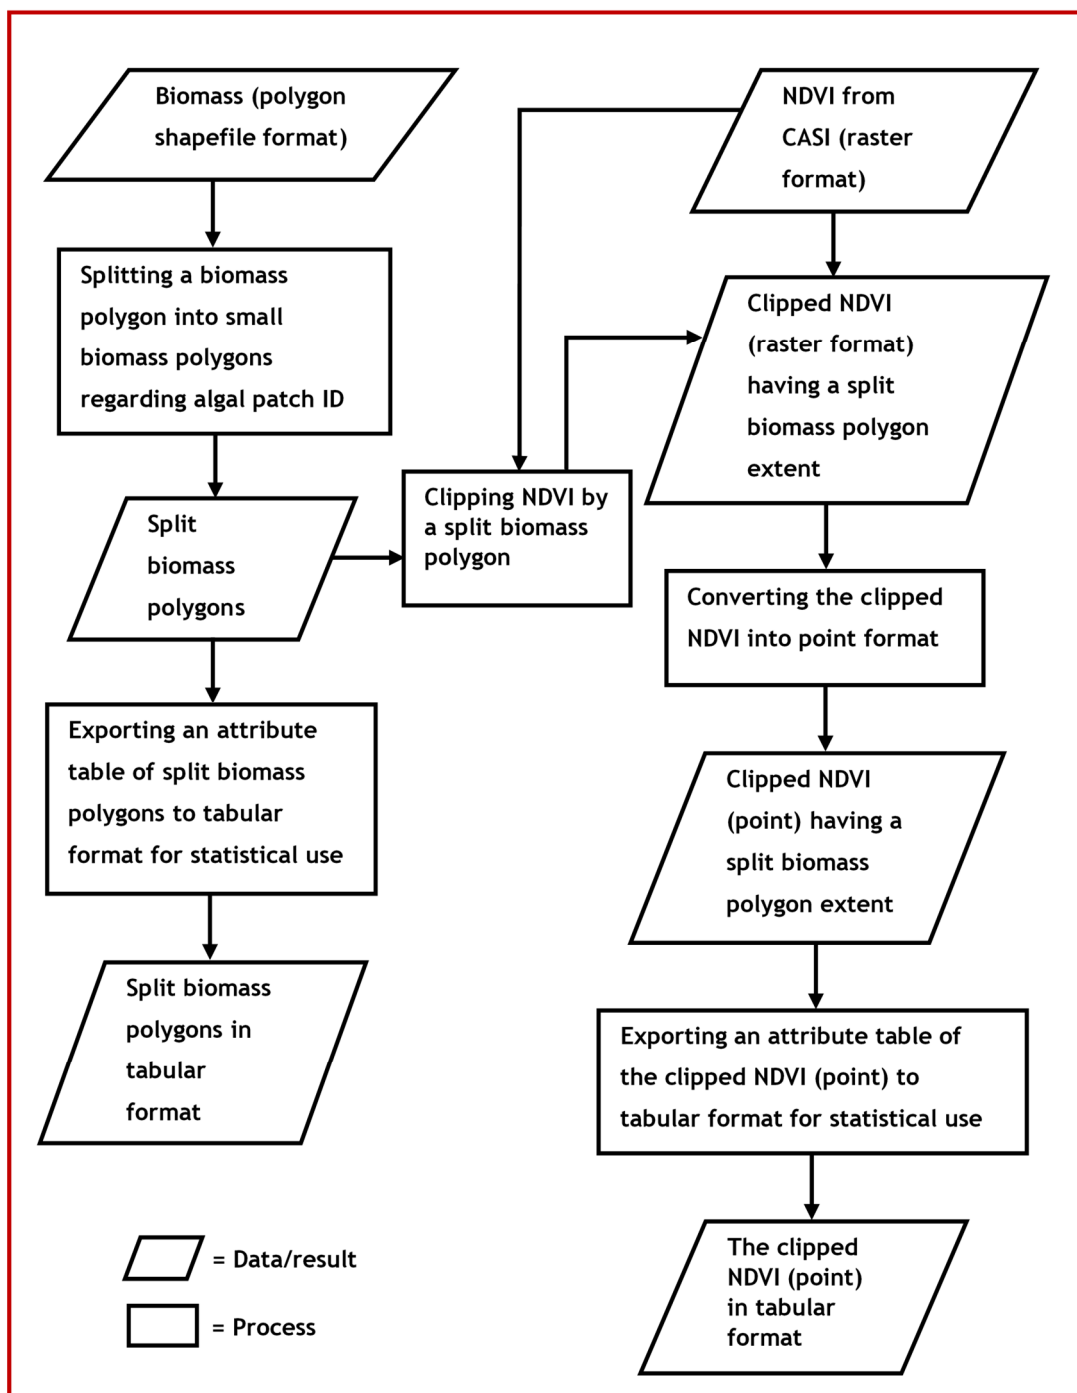 Biomass (polygon
shapefile format)
NDVI from
CASI (raster
format)
Splitting a biomass
polygon into small
biomass polygons
regarding algal patch ID
Clipped NDVI
(raster format)
having a split
biomass polygon
extent
Split
biomass
polygons
Clipping NDVI by
a split biomass
polygon
Converting the clipped
NDVI into point format
Exporting an attribute
table of split biomass
polygons to tabular
format for statistical use
Clipped NDVI
(point) having a
split biomass
polygon extent
Split biomass
polygons in
tabular
format
Exporting an attribute table of
the clipped NDVI (point) to
tabular format for statistical use
The clipped
NDVI (point)
in tabular
format
= Data/result
= Process